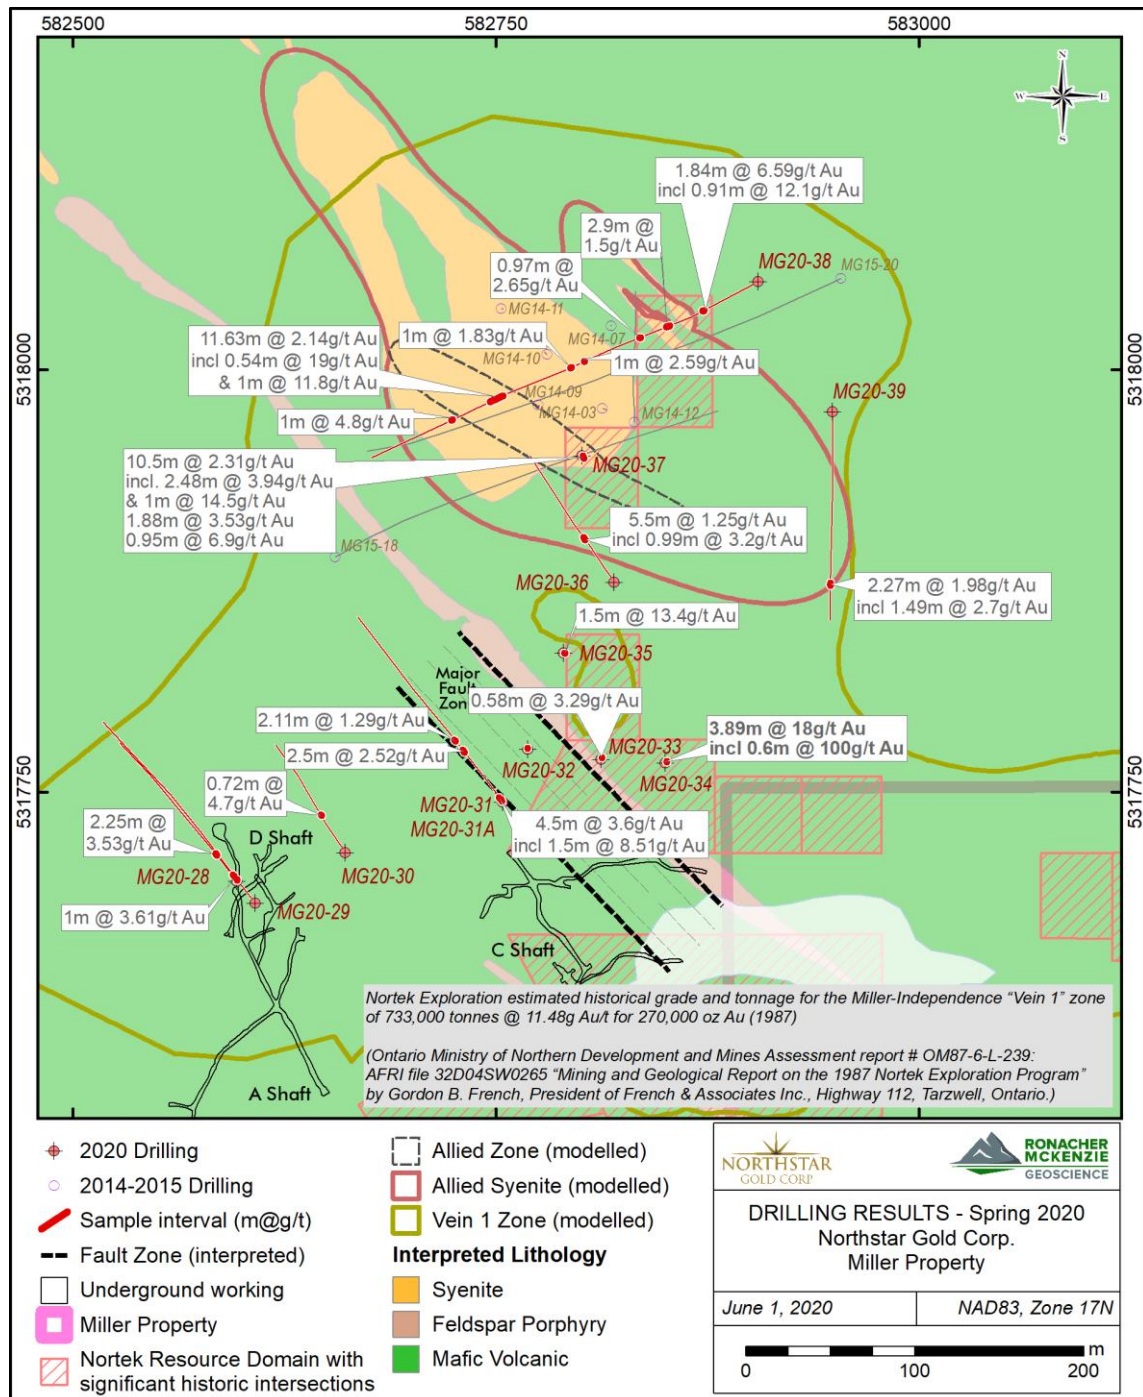 582500
582750
583000
N
W
E
S
1.84m @ 6.59g/t Au
incl 0.91m @ 12.1g/t Au
2.9m @
1.5g/t Au
0.97m @
2.65g/t Au
MG20-38
MG15-20
MG14-11
MG14-07
11.63m @ 2.14g/t Au
incl 0.54m @ 19g/t Au
& 1m @ 11.8g/t Au
1m @ 1.83g/t Au
MG14-10
1m @ 2.59g/t Au
5318000
5318000
MG14-09
MG14-03
MG14-12
MG20-39
1m @ 4.8g/t Au
10.5m @ 2.31g/t Au
incl. 2.48m @ 3.94g/t Au
& 1m @ 14.5g/t Au
1.88m @ 3.53g/t Au
0.95m @ 6.9g/t Au
MG20-37
MG15-18
5.5m @ 1.25g/t Au
incl 0.99m @ 3.2g/t Au
MG20-36
2.27m @ 1.98g/t Au
incl 1.49m @ 2.7g/t Au
1.5m @ 13.4g/t Au
MG20-35
Major
Fault
Zon
0.58m @ 3.29g/t Au
2.11m @ 1.29g/t Au
3.89m @ 18g/t Au
incl 0.6m @ 100g/t Au
MG20-33
2.5m @ 2.52g/t Au
MG20-32
MG20-34
5317750
5317750
0.72m @
4.7g/t Au
MG20-31
MG20-31A
4.5m @ 3.6g/t Au
incl 1.5m @ 8.51g/t Au
2.25m @
3.53g/t Au
D Shaft
MG20-30
MG20-28
MG20-29
1m @ 3.61g/t Au
C Shaft
A Shaft
Nortek Exploration estimated historical grade and tonnage for the Miller-Independence “Vein 1” zone
of 733,000 tonnes @ 11.48g Au/t for 270,000 oz Au (1987)
(Ontario Ministry of Northern Development and Mines Assessment report # OM87-6-L-239:
AFRI file 32D04SW0265 “Mining and Geological Report on the 1987 Nortek Exploration Program”
by Gordon B. French, President of French & Associates Inc., Highway 112, Tarzwell, Ontario.)
2020 Drilling
2014-2015 Drilling
Sample interval (m@g/t)
Fault Zone (interpreted)
Underground working
Miller Property
Nortek Resource Domain with
significant historic intersections
Allied Zone (modelled)
Allied Syenite (modelled)
Vein 1 Zone (modelled)
Interpreted Lithology
Syenite
Feldspar Porphyry
Mafic Volcanic
NORTHSTAR
GOLD CORP
RONACHER
MCKENZIE
GEOSCIENCE
DRILLING RESULTS - Spring 2020
Northstar Gold Corp.
Miller Property
June 1, 2020
NAD83, Zone 17N
m
0
100
200